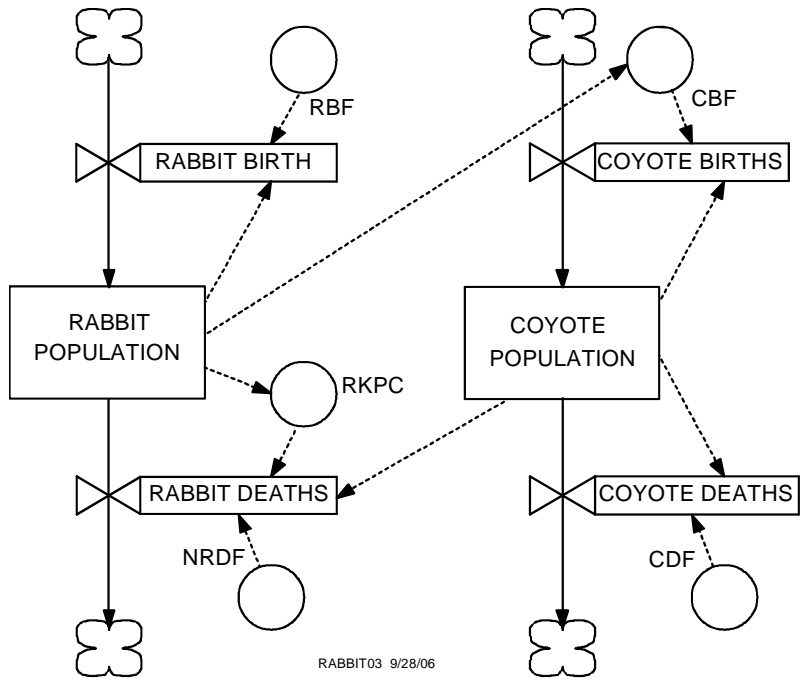 RBF
CBF
RABBIT BIRTH
COYOTE BIRTHS
RABBIT
POPULATION
COYOTE
POPULATION
RKPC
RABBIT DEATHS
COYOTE DEATHS
NRDF
CDF
RABBIT03 9/28/06